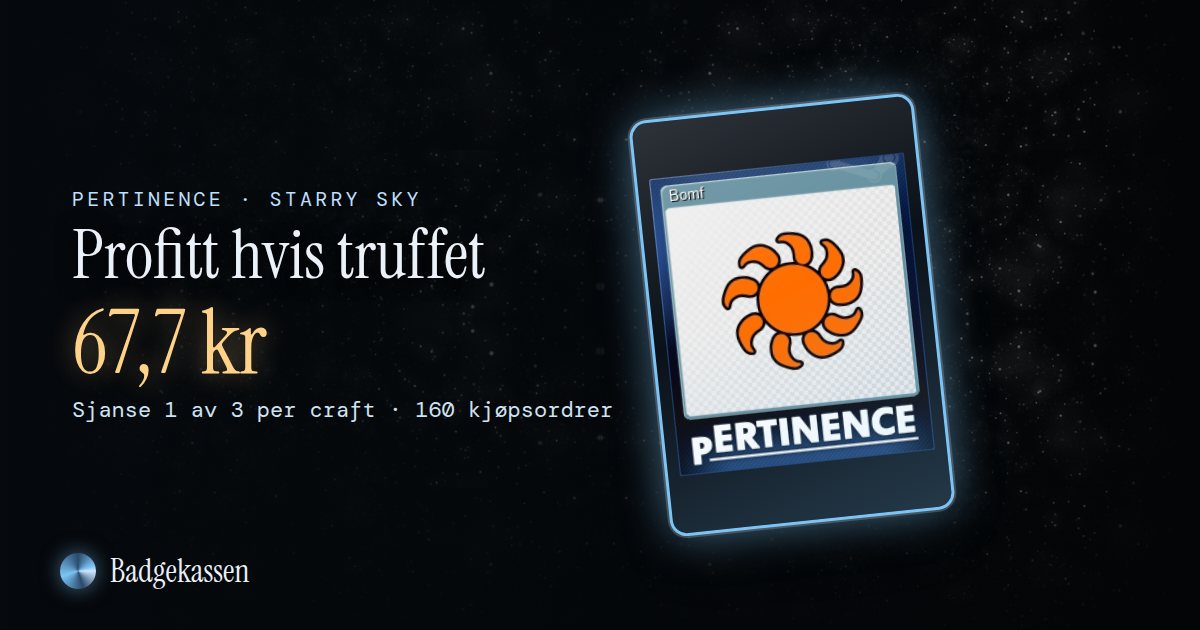 PERTINENCE · STARRY SKY
Profitt hvis truffet
67,7 kr
Sjanse 1 av 3 per craft · 160 kjøpsordrer
Badgekassen
Bomf
PERTINENCE